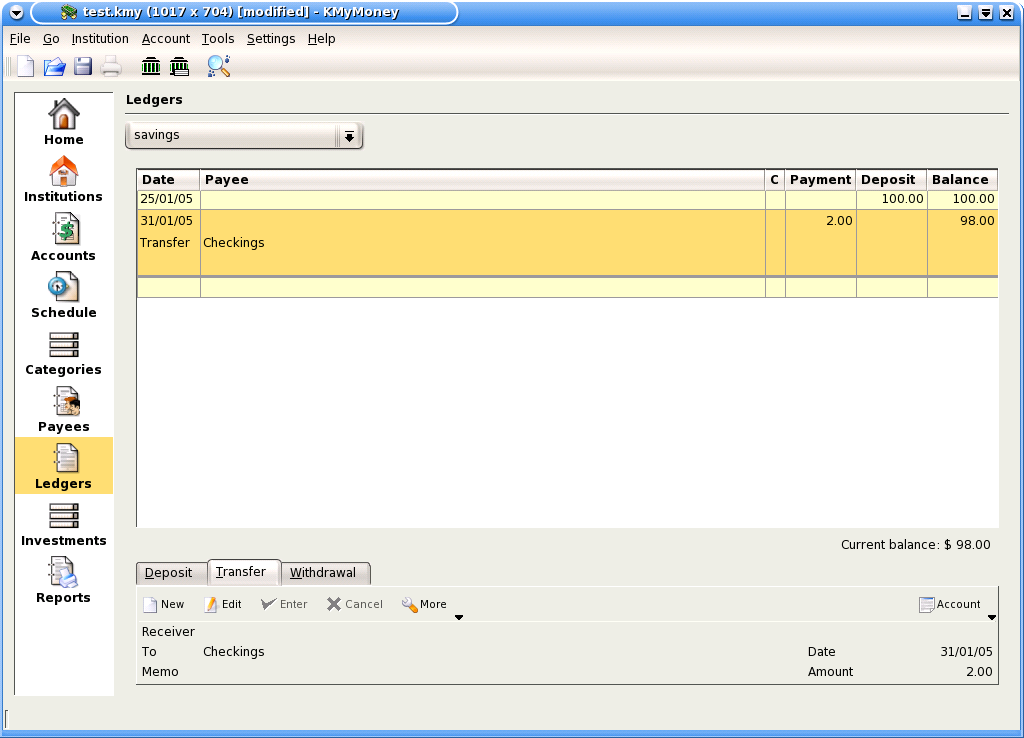 test.kmy (1017 x 704) [modified] - KMyMoney
File Go Institution Account Tools Settings Help
Home
Institutions
Accounts
Schedule
Categories
Payees
Ledgers
Investments
Reports
Ledgers
savings
Date Payee C Payment Deposit Balance
25/01/05 100.00 100.00
31/01/05 2.00 98.00
Transfer Checkings
Current balance: $ 98.00
Deposit Transfer Withdrawal
New Edit Enter Cancel More Account
Receiver
To Checkings Date 31/01/05
Memo Amount 2.00